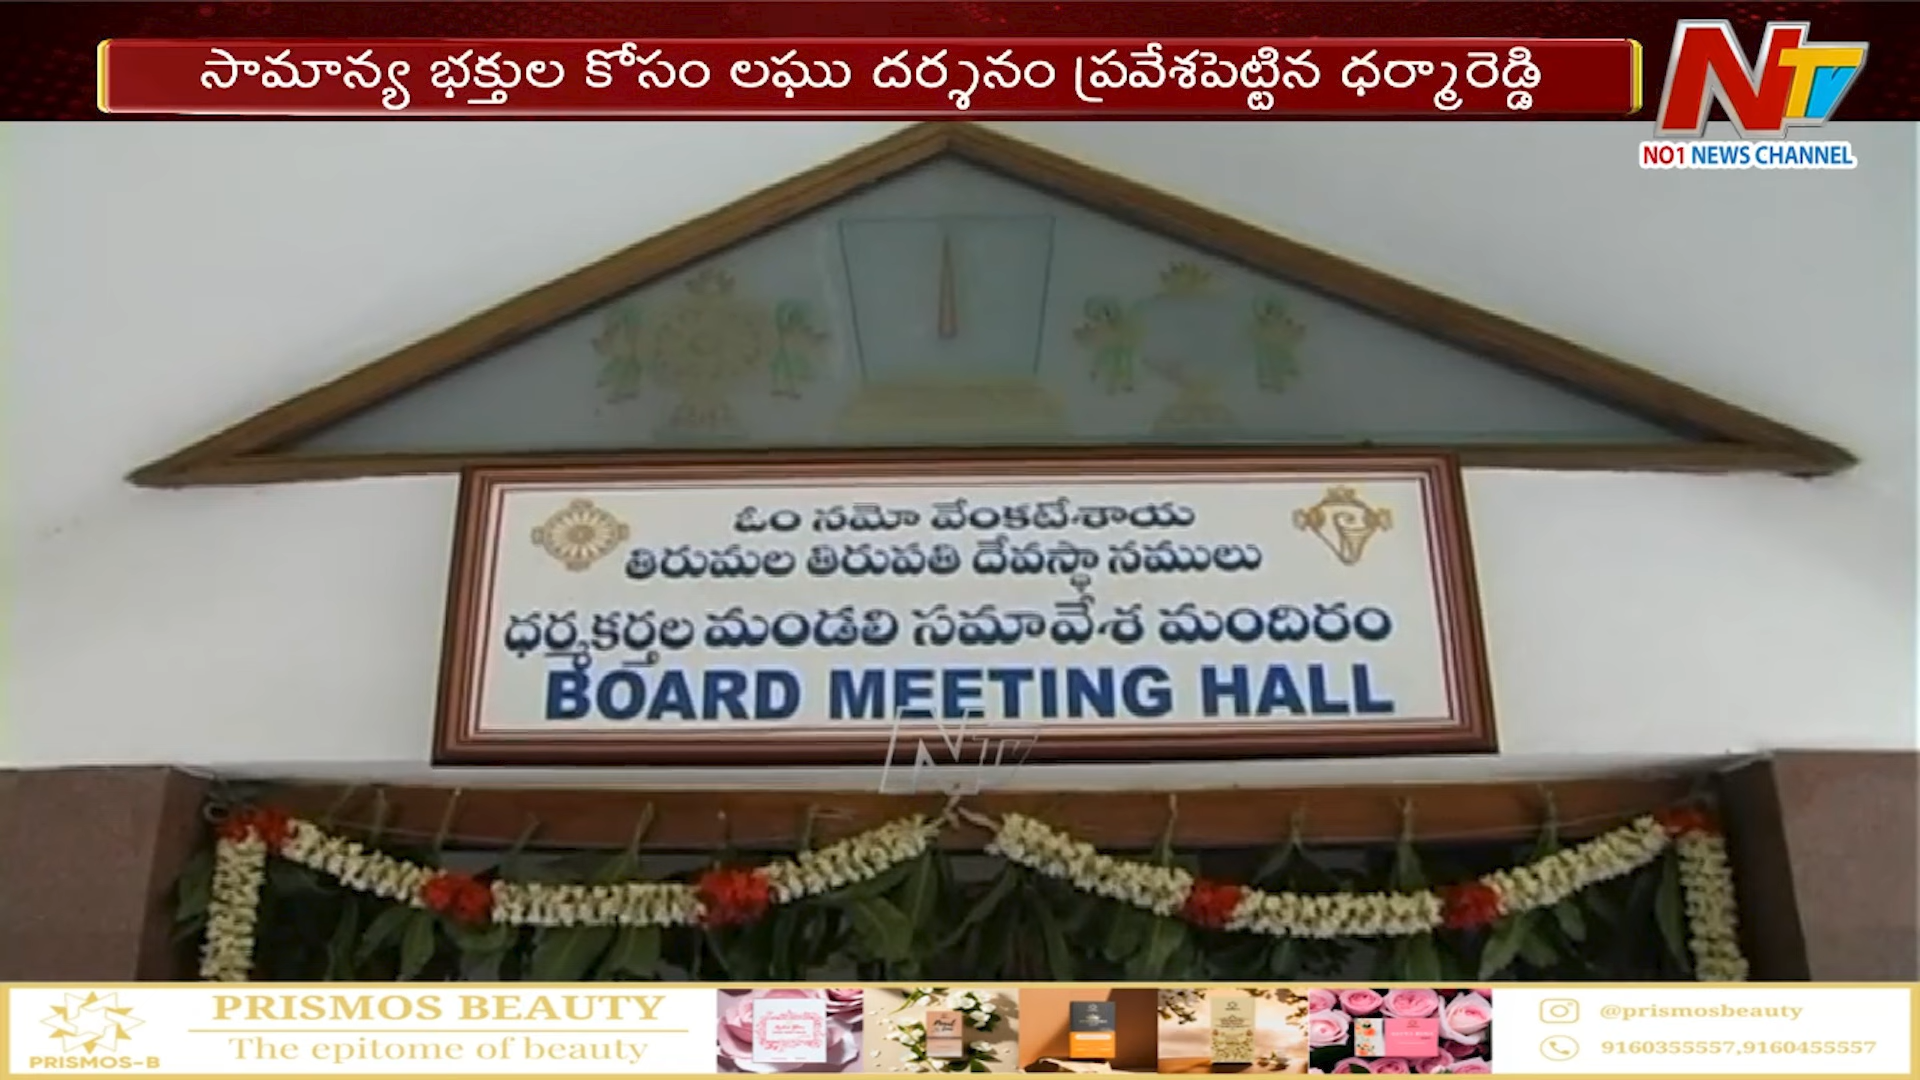 సామాన్య భక్తుల కోసం లఘు దర్శనం ప్రవేశపెట్టిన ధర్మారెడ్డి
NTV
NO1 NEWS CHANNEL
ఓం నమో వేంకటేశాయ
తిరుమల తిరుపతి దేవస్థానములు
ధర్మకర్తల మండలి సమావేశ మందిరం
BOARD MEETING HALL
NTV
PRISMOS BEAUTY
The epitome of beauty
PRISMOS-B
@prismosbeauty
9160355557,9160455557